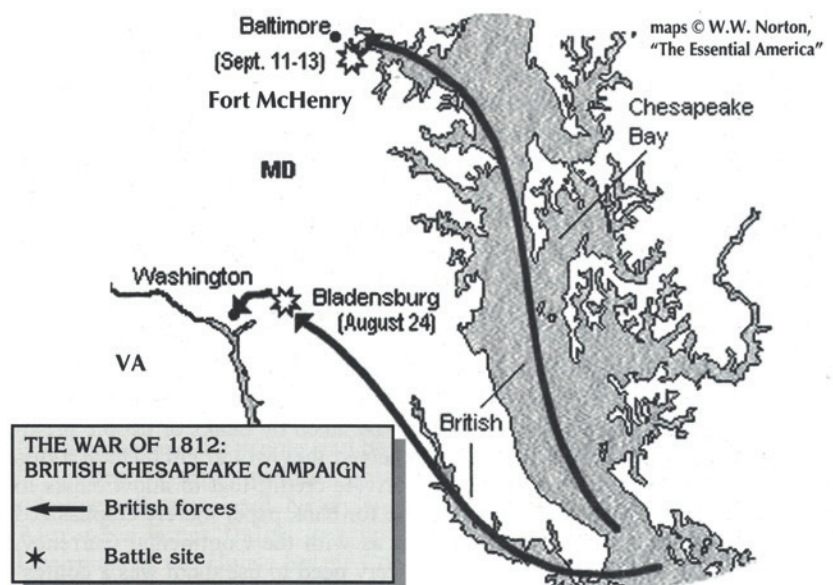 Baltimore
(Sept. 11-13)
Fort McHenry
maps © W.W. Norton,
"The Essential America"
Chesapeake
Bay
MD
Washington
Bladensburg
(August 24)
VA
British
THE WAR OF 1812:
BRITISH CHESAPEAKE CAMPAIGN
British forces
Battle site